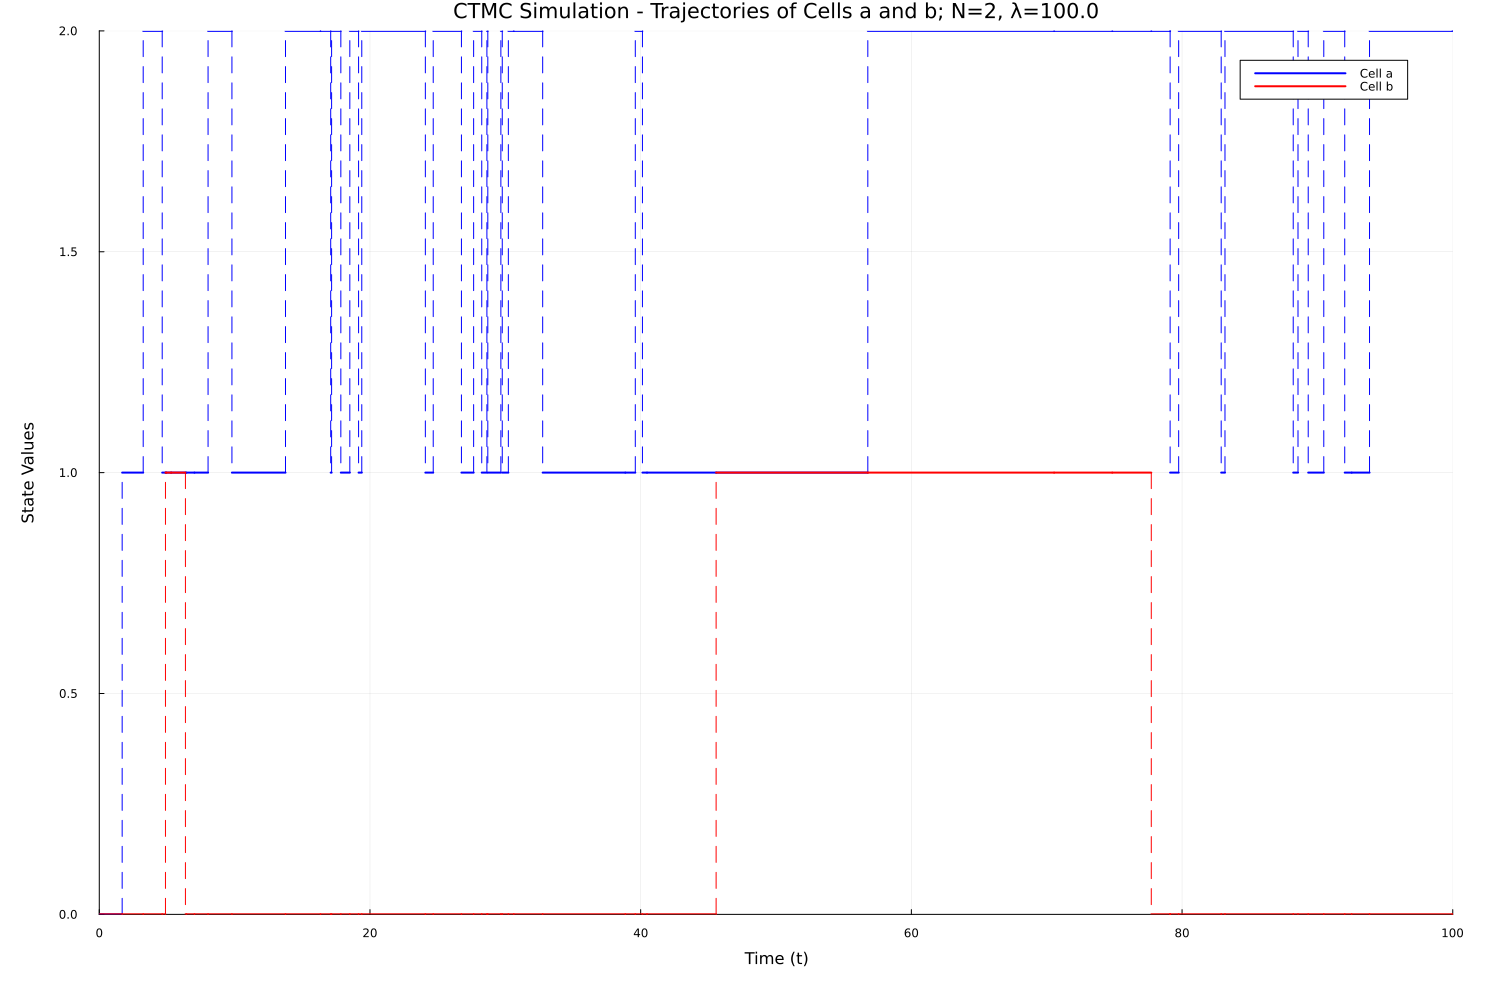 CTMC Simulation - Trajectories of Cells a and b; N=2, λ=100.0
2.0
Cell a
Cell b
1.5
1.0
State Values
0.5
0.0
0 20 40 60 80 100
Time (t)